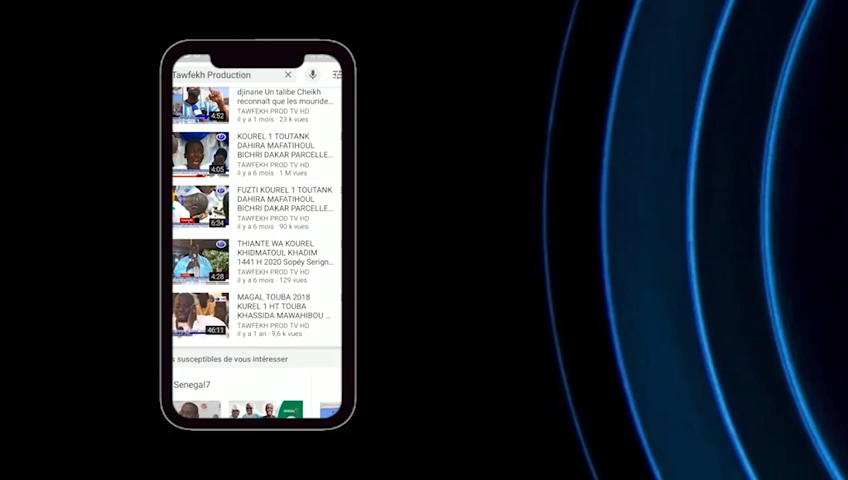 Tawfekh Production
djinane Un talibe Cheikh
reconnaît que les mouride...
TAWFEKH PROD TV HD
il y a 1 mois · 23 k vues
4:52
KOUREL 1 TOUTANK
DAHIRA MAFATIHOUL
BICHRI DAKAR PARCELLE...
TAWFEKH PROD TV HD
il y a 6 mois · 1 M vues
4:05
FUZTI KOUREL 1 TOUTANK
DAHIRA MAFATIHOUL
BICHRI DAKAR PARCELLE...
TAWFEKH PROD TV HD
il y a 6 mois · 90 k vues
6:34
THIANTE WA KOUREL
KHIDMATOUL KHADIM
1441 H 2020 Sopéy Serign...
TAWFEKH PROD TV HD
il y a 6 mois · 129 vues
4:28
MAGAL TOUBA 2018
KUREL 1 HT TOUBA
KHASSIDA MAWAHIBOU ...
TAWFEKH PROD TV HD
il y a 1 an · 9,6 k vues
46:11
s susceptibles de vous intéresser
Senegal7